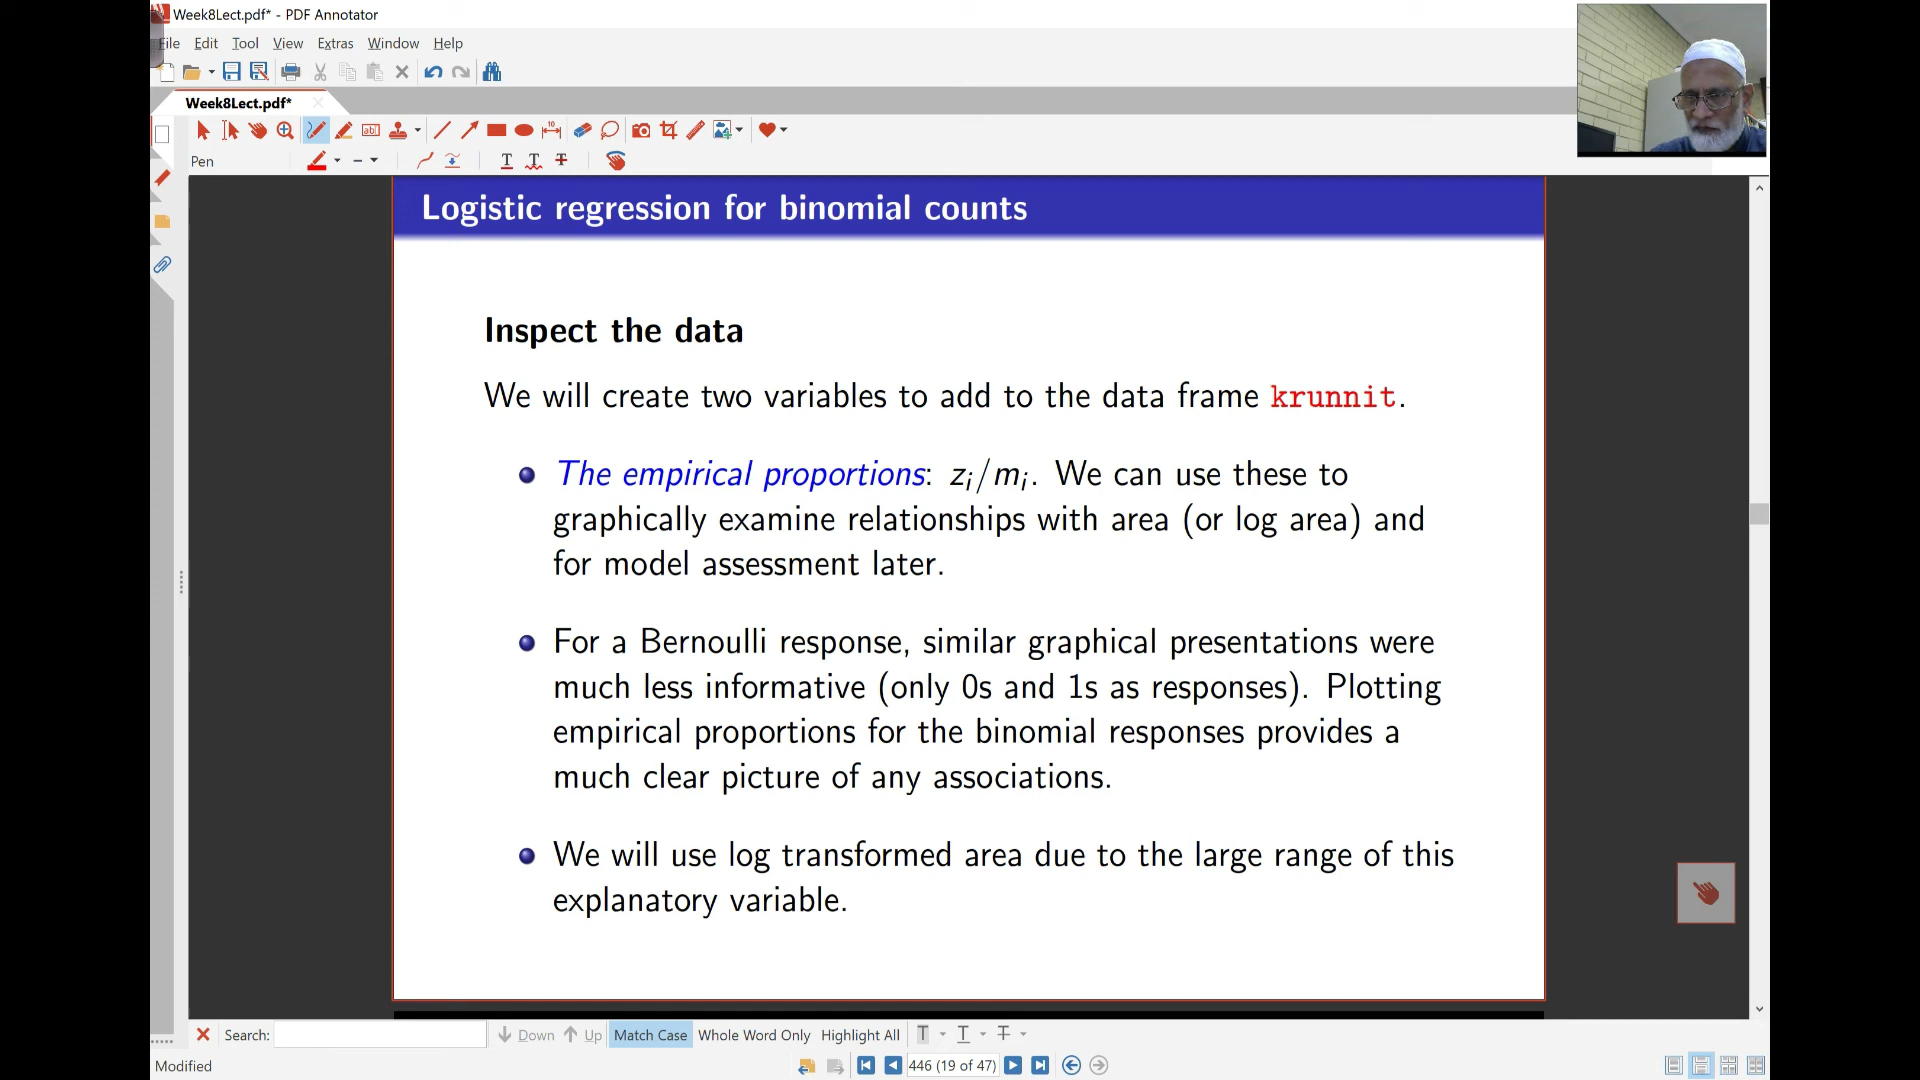 Week8Lect.pdf* - PDF Annotator
File Edit Tool View Extras Window Help
Week8Lect.pdf*
Pen
Logistic regression for binomial counts
Inspect the data
We will create two variables to add to the data frame krunnit.
The empirical proportions: zi/mi. We can use these to
graphically examine relationships with area (or log area) and
for model assessment later.
For a Bernoulli response, similar graphical presentations were
much less informative (only 0s and 1s as responses). Plotting
empirical proportions for the binomial responses provides a
much clear picture of any associations.
We will use log transformed area due to the large range of this
explanatory variable.
Search: Down Up Match Case Whole Word Only Highlight All
Modified 446 (19 of 47)